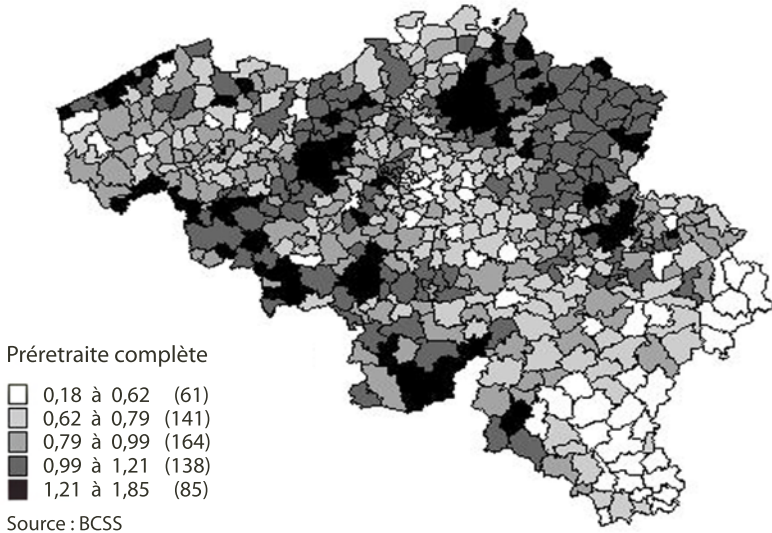 Préretraite complète
0,18 à 0,62 (61)
0,62 à 0,79 (141)
0,79 à 0,99 (164)
0,99 à 1,21 (138)
1,21 à 1,85 (85)
Source : BCSS